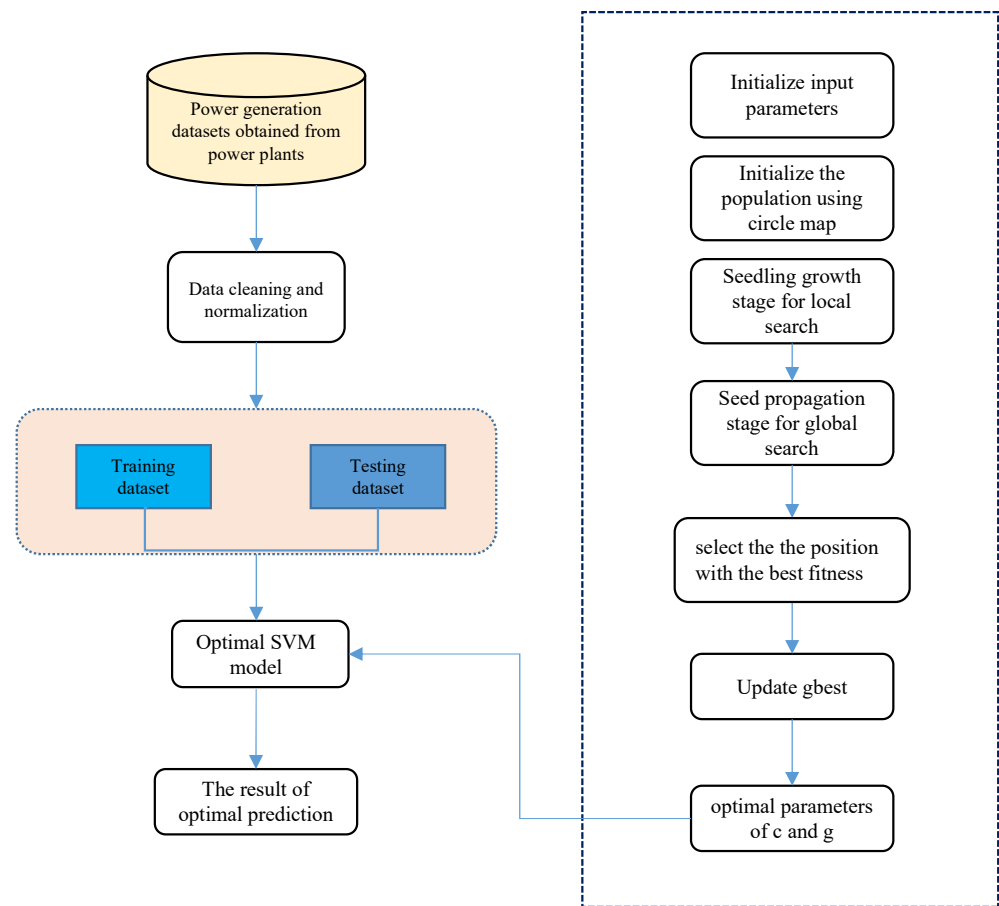 Power generation
datasets obtained from
power plants
Data cleaning and
normalization
Training
dataset
Testing
dataset
Optimal SVM
model
The result of
optimal prediction
Initialize input
parameters
Initialize the
population using
circle map
Seedling growth
stage for local
search
Seed propagation
stage for global
search
select the the position
with the best fitness
Update gbest
optimal parameters
of c and g